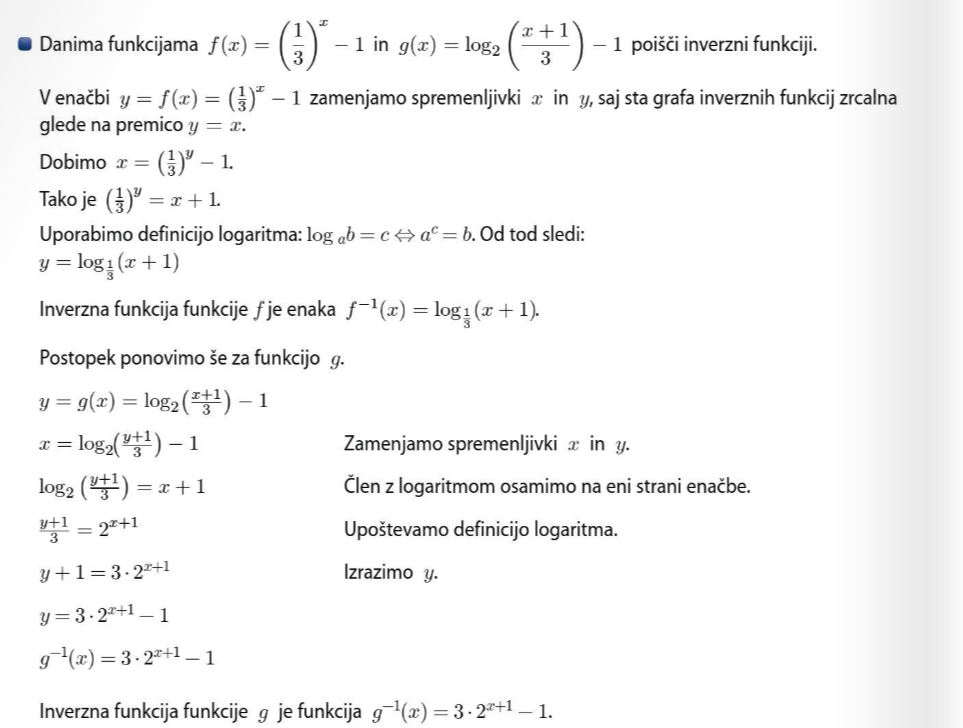 Danima funkcijama f(x) = (1/3)^x − 1 in g(x) = log₂((x+1)/3) − 1 poišči inverzni funkciji.
V enačbi y = f(x) = (1/3)^x − 1 zamenjamo spremenljivki x in y, saj sta grafa inverznih funkcij zrcalna
glede na premico y = x.
Dobimo x = (1/3)^y − 1.
Tako je (1/3)^y = x + 1.
Uporabimo definicijo logaritma: log ₐb = c ⇔ aᶜ = b. Od tod sledi:
y = log_(1/3)(x + 1)
Inverzna funkcija funkcije f je enaka f⁻¹(x) = log_(1/3)(x + 1).
Postopek ponovimo še za funkcijo g.
y = g(x) = log₂((x+1)/3) − 1
x = log₂((y+1)/3) − 1 Zamenjamo spremenljivki x in y.
log₂((y+1)/3) = x + 1 Člen z logaritmom osamimo na eni strani enačbe.
(y+1)/3 = 2^(x+1) Upoštevamo definicijo logaritma.
y + 1 = 3 · 2^(x+1) Izrazimo y.
y = 3 · 2^(x+1) − 1
g⁻¹(x) = 3 · 2^(x+1) − 1
Inverzna funkcija funkcije g je funkcija g⁻¹(x) = 3 · 2^(x+1) − 1.